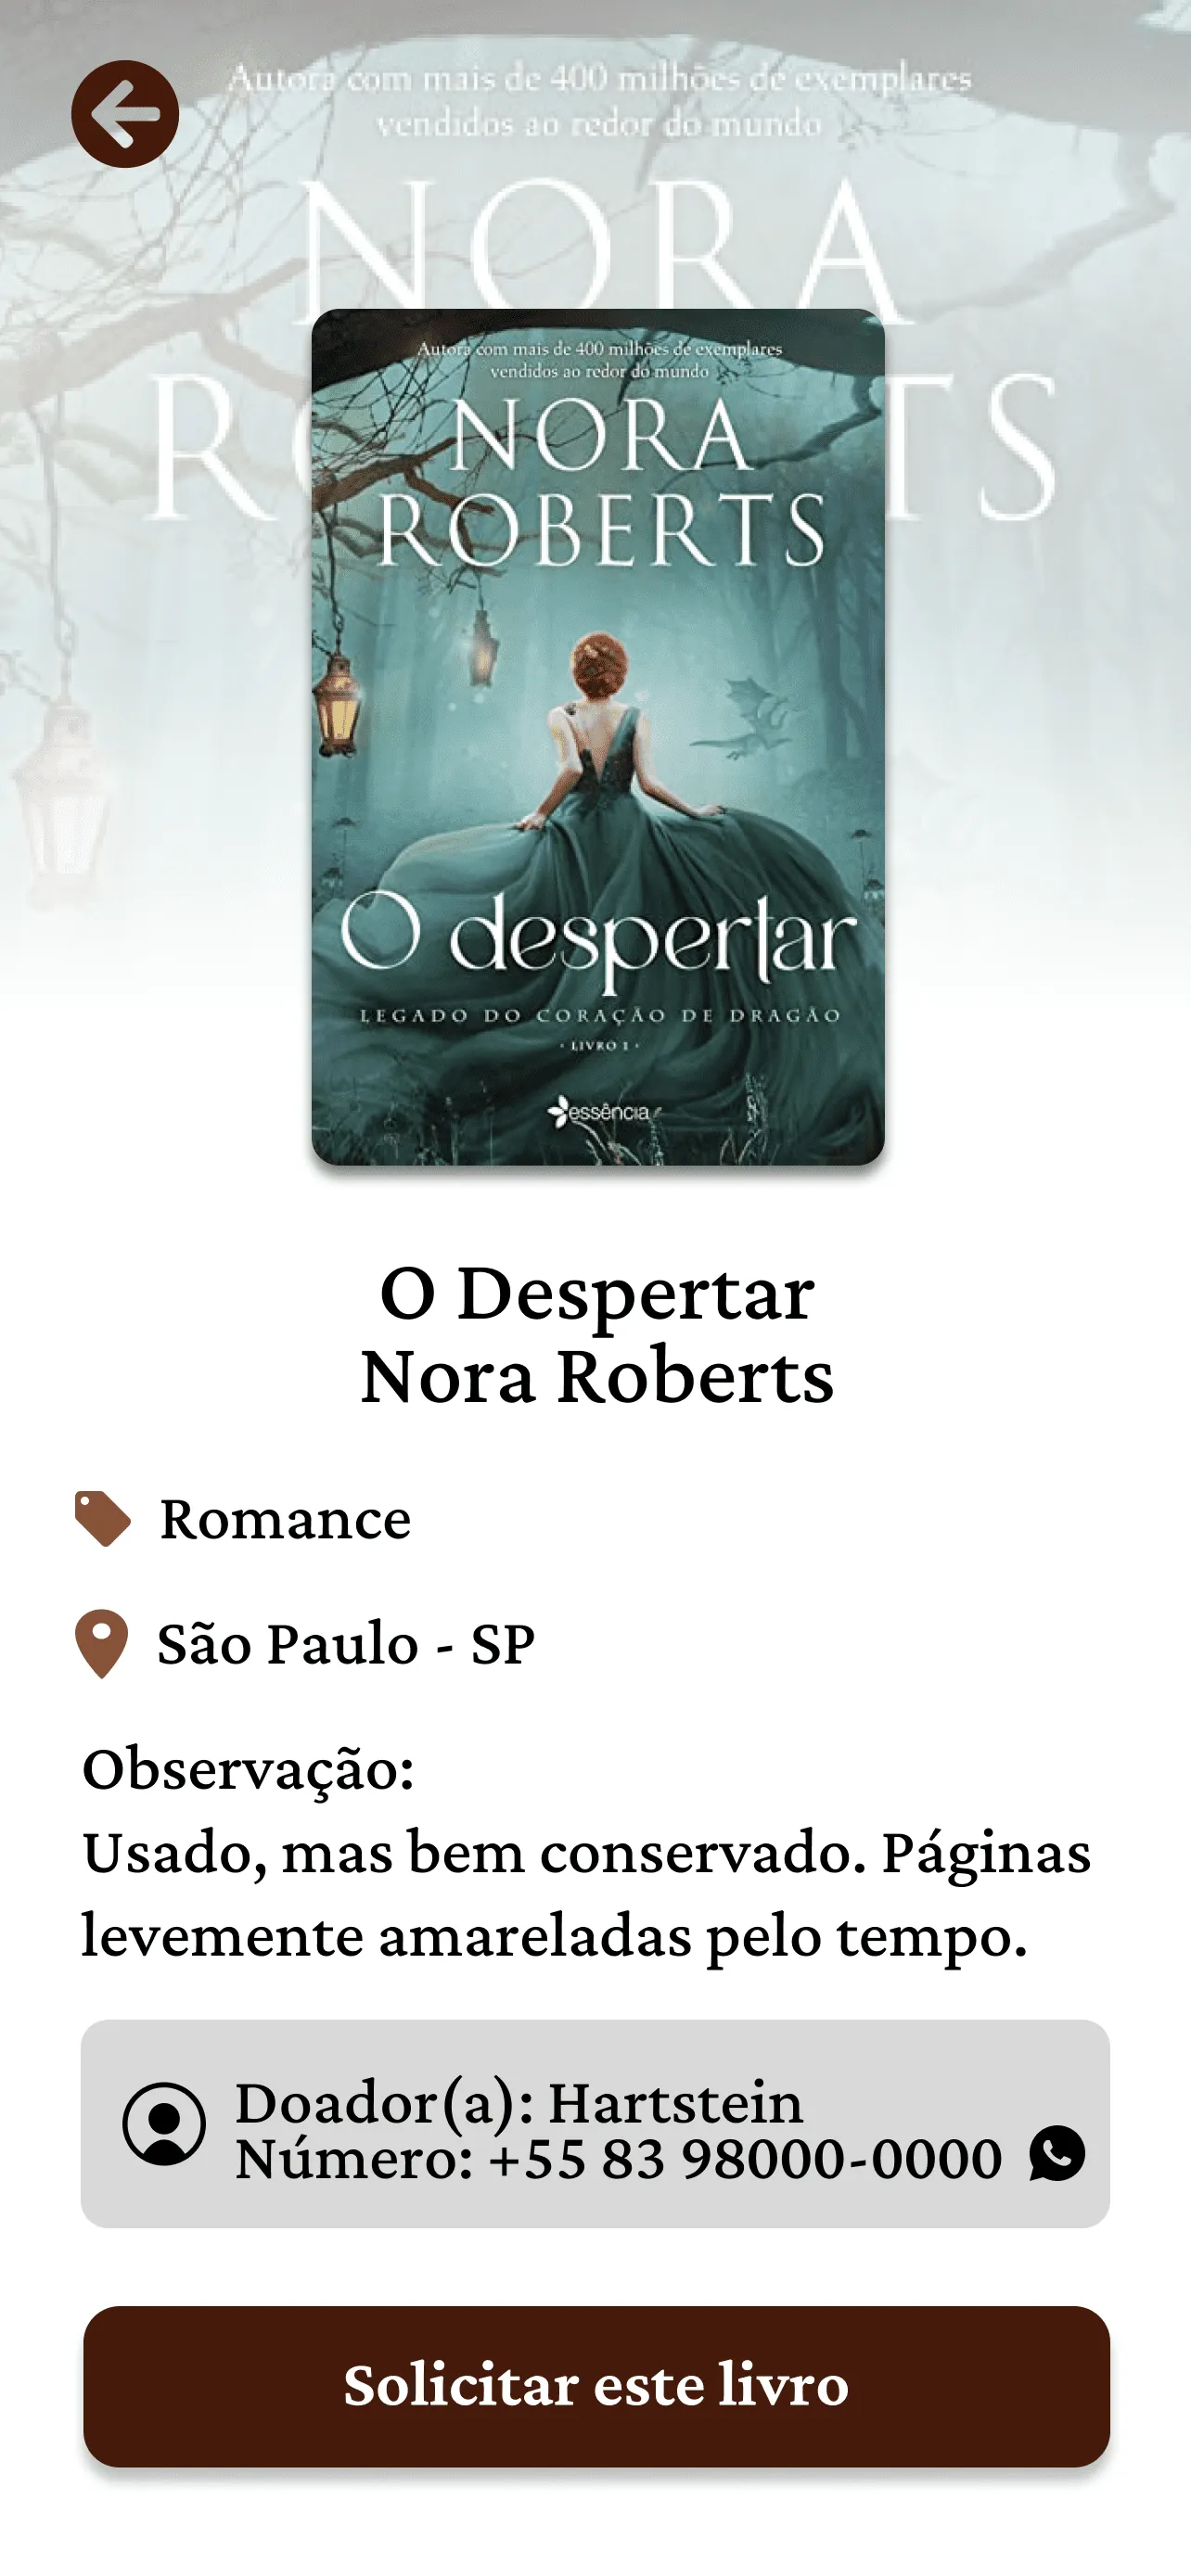 Autora com mais de 400 milhões de exemplares
vendidos ao redor do mundo
NORA
Autora com mais de 400 milhões de exemplares
vendidos ao redor do mundo
NORA
ROBERTS
O despertar
LEGADO DO CORAÇÃO DE DRAGÃO
· LIVRO 1 ·
essência
O Despertar
Nora Roberts
Romance
São Paulo - SP
Observação:
Usado, mas bem conservado. Páginas
levemente amareladas pelo tempo.
Doador(a): Hartstein
Número: +55 83 98000-0000
Solicitar este livro